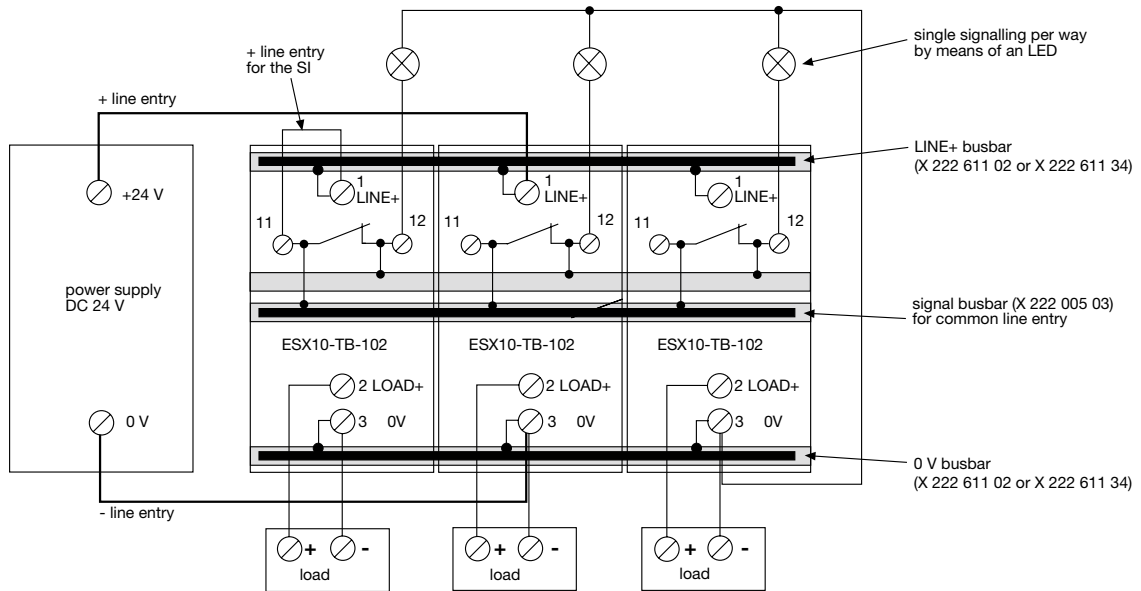 single signalling per way
by means of an LED
+ line entry
for the SI
+ line entry
LINE+ busbar
(X 222 611 02 or X 222 611 34)
+24 V
1
LINE+
1
LINE+
1
LINE+
11
12
11
12
11
12
power supply
DC 24 V
signal busbar (X 222 005 03)
for common line entry
ESX10-TB-102
ESX10-TB-102
ESX10-TB-102
2 LOAD+
2 LOAD+
2 LOAD+
0 V
3 0V
3 0V
3 0V
0 V busbar
(X 222 611 02 or X 222 611 34)
- line entry
+ -
+ -
+ -
load
load
load